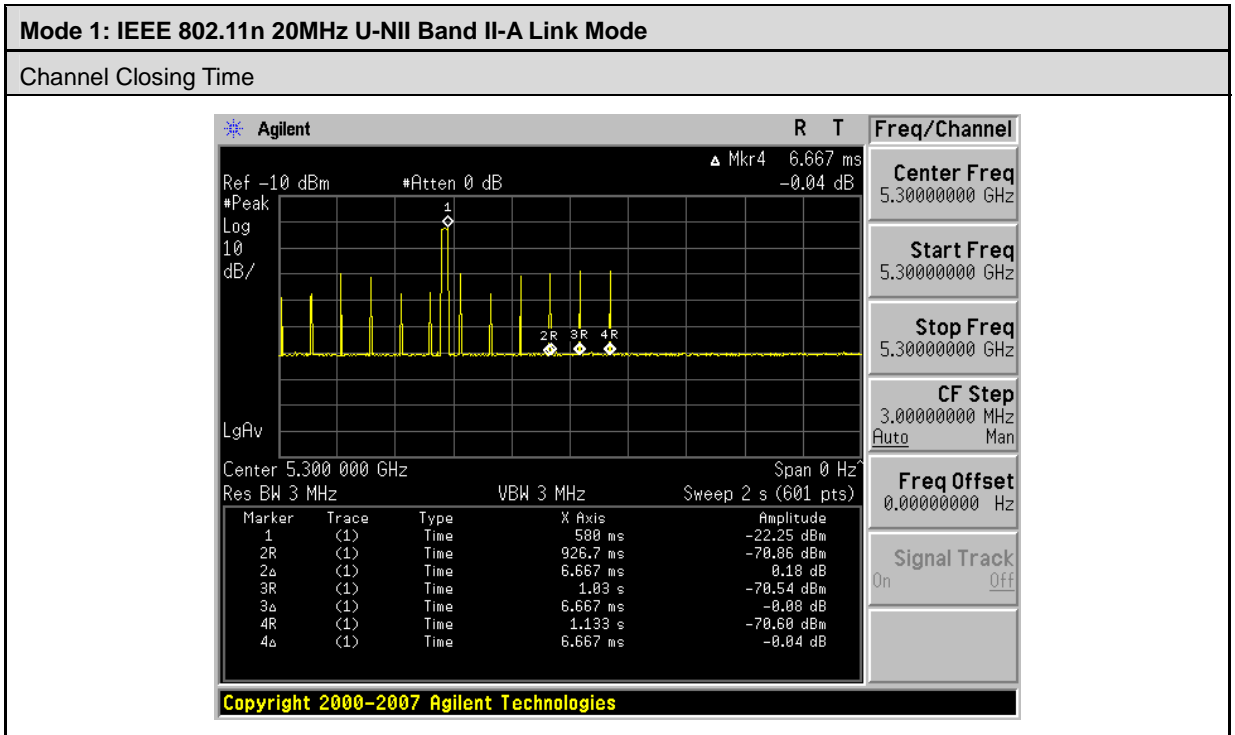 Mode 1: IEEE 802.11n 20MHz U-NII Band II-A Link Mode
Channel Closing Time
Agilent R T Freq/Channel
Δ Mkr4 6.667 ms
Ref -10 dBm #Atten 0 dB -0.04 dB
#Peak
Log
10
dB/
1
2R 3R 4R
LgAv
Center 5.300 000 GHz Span 0 Hz^
Res BW 3 MHz VBW 3 MHz Sweep 2 s (601 pts)
Marker Trace Type X Axis Amplitude
1 (1) Time 580 ms -22.25 dBm
2R (1) Time 926.7 ms -70.86 dBm
2Δ (1) Time 6.667 ms 0.18 dB
3R (1) Time 1.03 s -70.54 dBm
3Δ (1) Time 6.667 ms -0.08 dB
4R (1) Time 1.133 s -70.60 dBm
4Δ (1) Time 6.667 ms -0.04 dB
Center Freq
5.30000000 GHz
Start Freq
5.30000000 GHz
Stop Freq
5.30000000 GHz
CF Step
3.00000000 MHz
Auto Man
Freq Offset
0.00000000 Hz
Signal Track
On Off
Copyright 2000-2007 Agilent Technologies